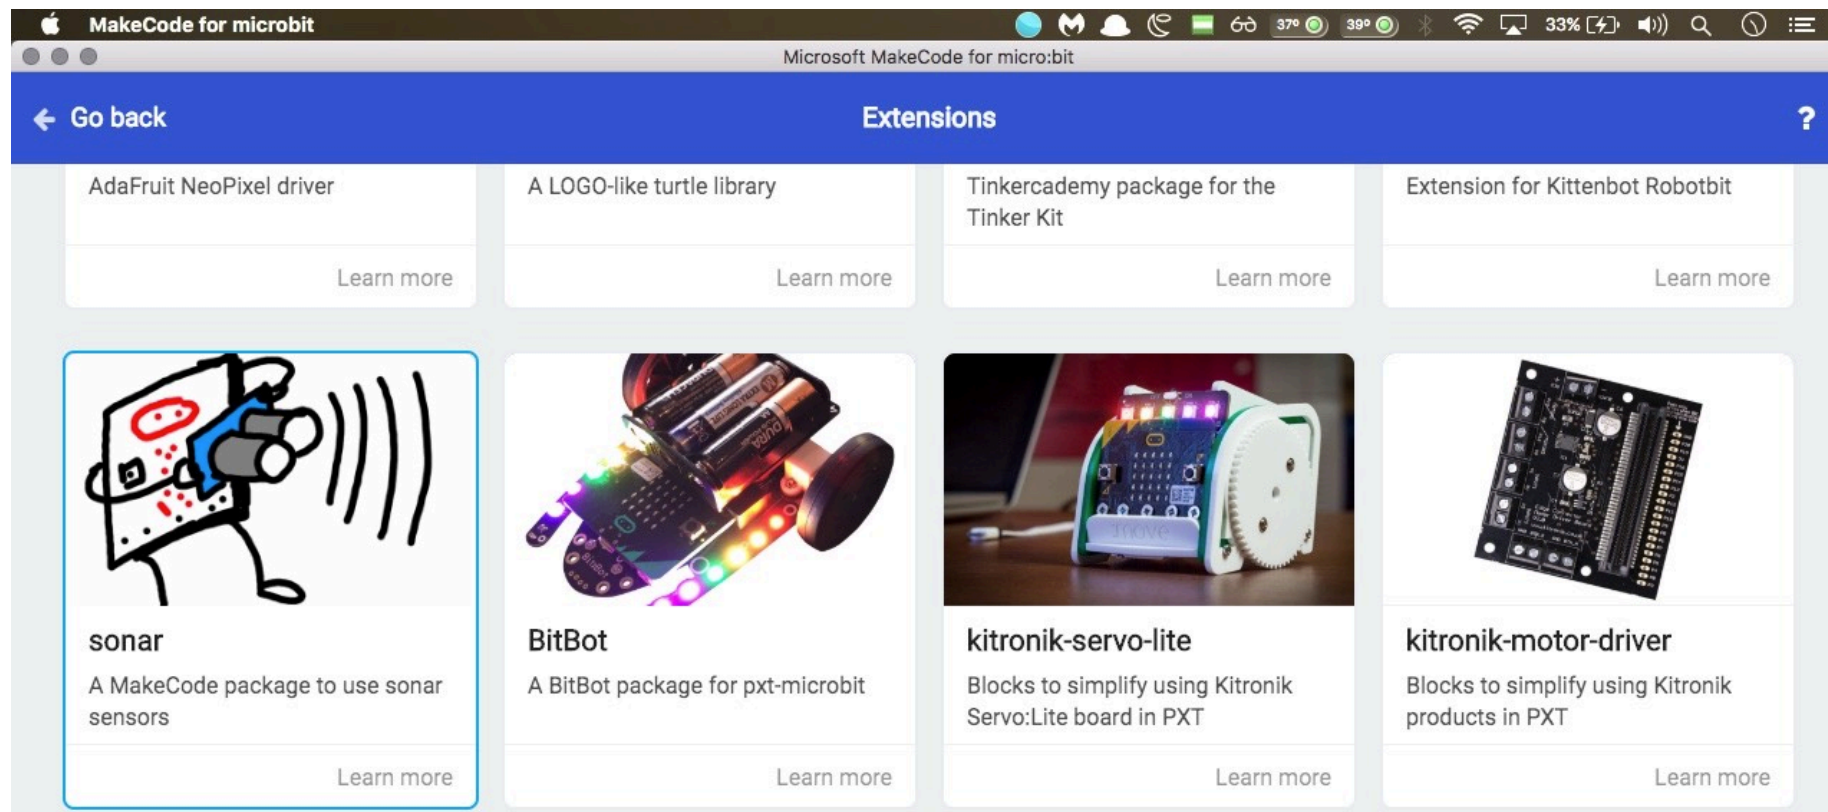 MakeCode for microbit
37º
39º
33%
Microsoft MakeCode for micro:bit
Go back
Extensions
?
AdaFruit NeoPixel driver
A LOGO-like turtle library
Tinkercademy package for the
Tinker Kit
Extension for Kittenbot Robotbit
Learn more
Learn more
Learn more
Learn more
sonar
A MakeCode package to use sonar
sensors
Learn more
BitBot
A BitBot package for pxt-microbit
Learn more
:move
kitronik-servo-lite
Blocks to simplify using Kitronik
Servo:Lite board in PXT
Learn more
kitronik-motor-driver
Blocks to simplify using Kitronik
products in PXT
Learn more